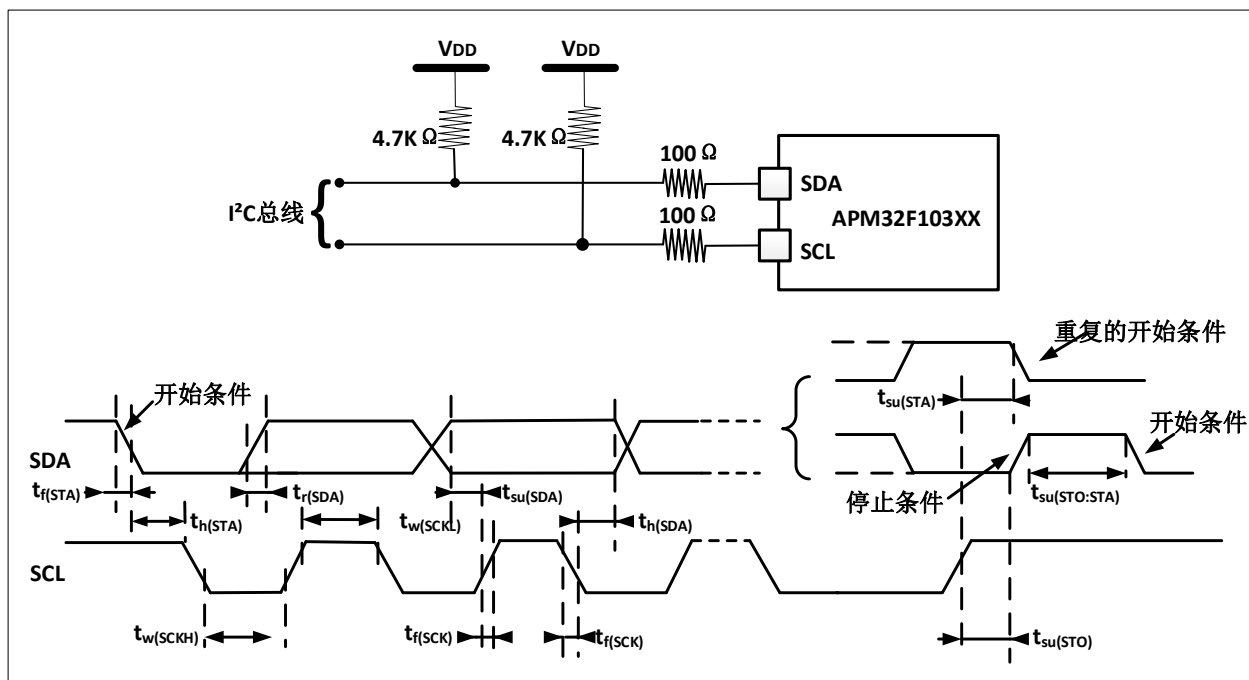 VDD
VDD
4.7K Ω
4.7K Ω
100 Ω
SDA
I²C总线
100 Ω
APM32F103XX
SCL
重复的开始条件
开始条件
tsu(STA)
开始条件
SDA
tf(STA)
tr(SDA)
tsu(SDA)
停止条件
tsu(STO:STA)
th(STA)
tw(SCKL)
th(SDA)
SCL
tw(SCKH)
tf(SCK)
tf(SCK)
tsu(STO)